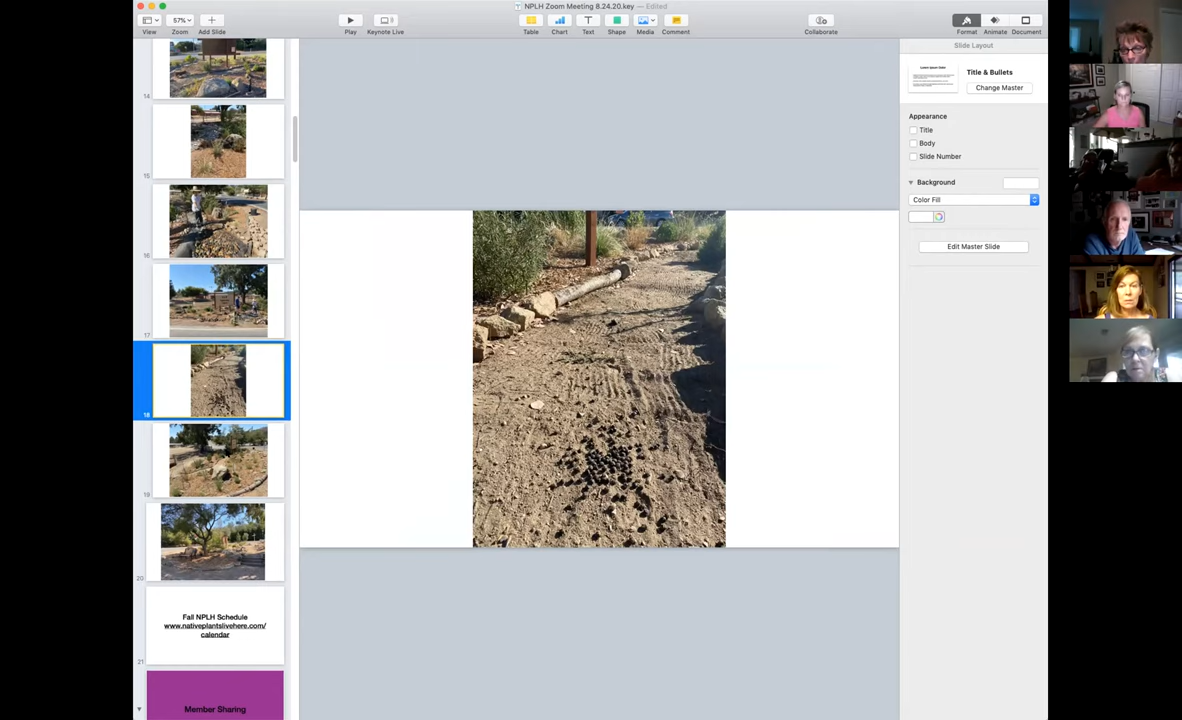 NPLH Zoom Meeting 8.24.20.key — Edited
57%
View
Zoom
Add Slide
Play
Keynote Live
Table
Chart
Text
Shape
Media
Comment
Collaborate
Format
Animate
Document
14
15
16
17
18
19
20
Fall NPLH Schedule
www.nativeplantslivehere.com/
calendar
21
Member Sharing
Slide Layout
Title & Bullets
Change Master
Appearance
Title
Body
Slide Number
Background
Color Fill
Edit Master Slide